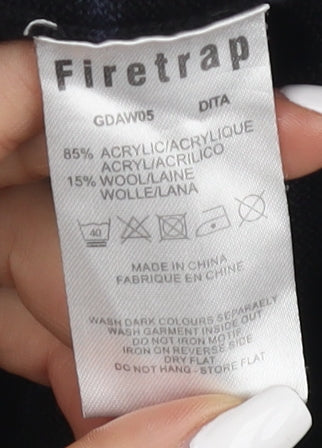 Firetrap
GDAW05 DITA
85% ACRYLIC/ACRYLIQUE
ACRYL/ACRILICO
15% WOOL/LAINE
WOLLE/LANA
40
MADE IN CHINA
FABRIQUE EN CHINE
WASH DARK COLOURS SEPARAELY
WASH GARMENT INSIDE OUT
DO NOT IRON MOTIF
IRON ON REVERSE SIDE
DRY FLAT
DO NOT HANG - STORE FLAT